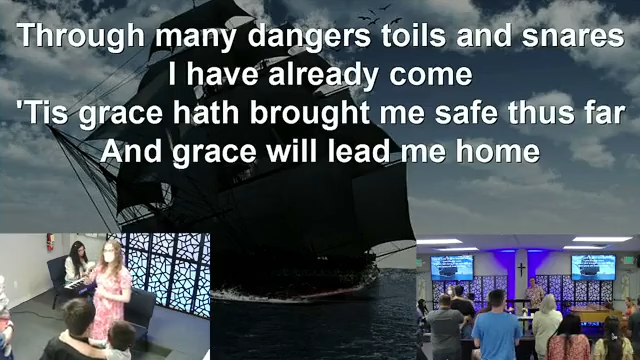 Through many dangers toils and snares
I have already come
'Tis grace hath brought me safe thus far
And grace will lead me home